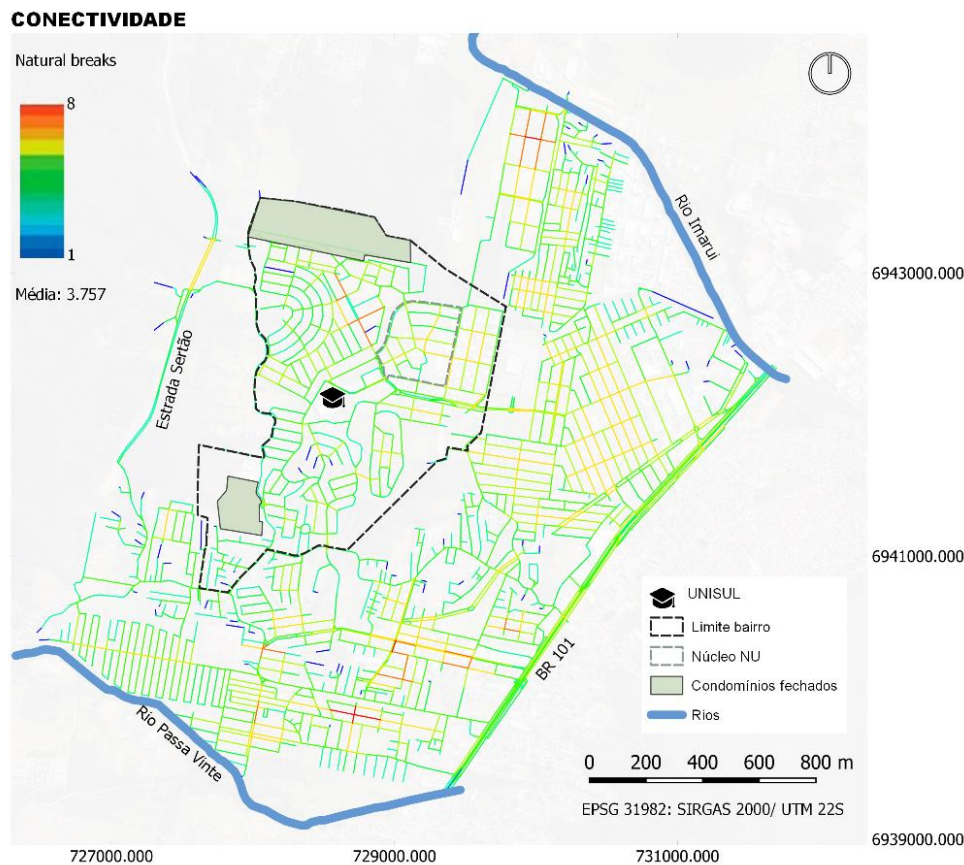 CONECTIVIDADE
Natural breaks
8
1
Média: 3.757
Rio Imarui
6943000.000
Estrada Sertão
6941000.000
UNISUL
Limite bairro
Núcleo NU
Condomínios fechados
Rios
BR 101
Rio Passa Vinte
0 200 400 600 800 m
EPSG 31982: SIRGAS 2000/ UTM 22S
6939000.000
727000.000 729000.000 731000.000